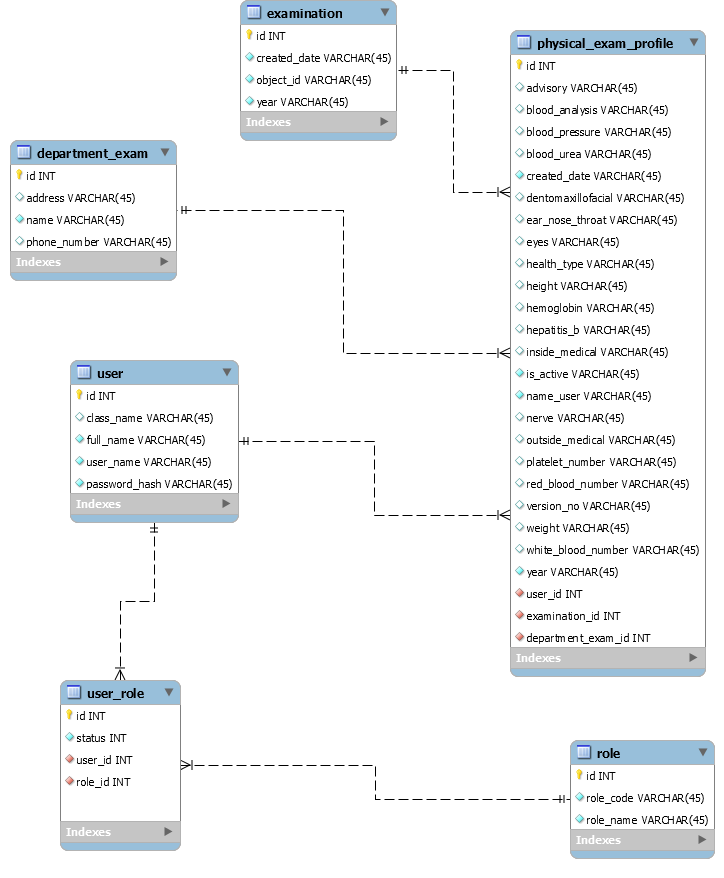 examination
id INT
created_date VARCHAR(45)
object_id VARCHAR(45)
year VARCHAR(45)
Indexes
physical_exam_profile
id INT
advisory VARCHAR(45)
blood_analysis VARCHAR(45)
blood_pressure VARCHAR(45)
blood_urea VARCHAR(45)
created_date VARCHAR(45)
dentomaxillofacial VARCHAR(45)
ear_nose_throat VARCHAR(45)
eyes VARCHAR(45)
health_type VARCHAR(45)
height VARCHAR(45)
hemoglobin VARCHAR(45)
hepatitis_b VARCHAR(45)
inside_medical VARCHAR(45)
is_active VARCHAR(45)
name_user VARCHAR(45)
nerve VARCHAR(45)
outside_medical VARCHAR(45)
platelet_number VARCHAR(45)
red_blood_number VARCHAR(45)
version_no VARCHAR(45)
weight VARCHAR(45)
white_blood_number VARCHAR(45)
year VARCHAR(45)
user_id INT
examination_id INT
department_exam_id INT
Indexes
department_exam
id INT
address VARCHAR(45)
name VARCHAR(45)
phone_number VARCHAR(45)
Indexes
user
id INT
class_name VARCHAR(45)
full_name VARCHAR(45)
user_name VARCHAR(45)
password_hash VARCHAR(45)
Indexes
user_role
id INT
status INT
user_id INT
role_id INT
Indexes
role
id INT
role_code VARCHAR(45)
role_name VARCHAR(45)
Indexes